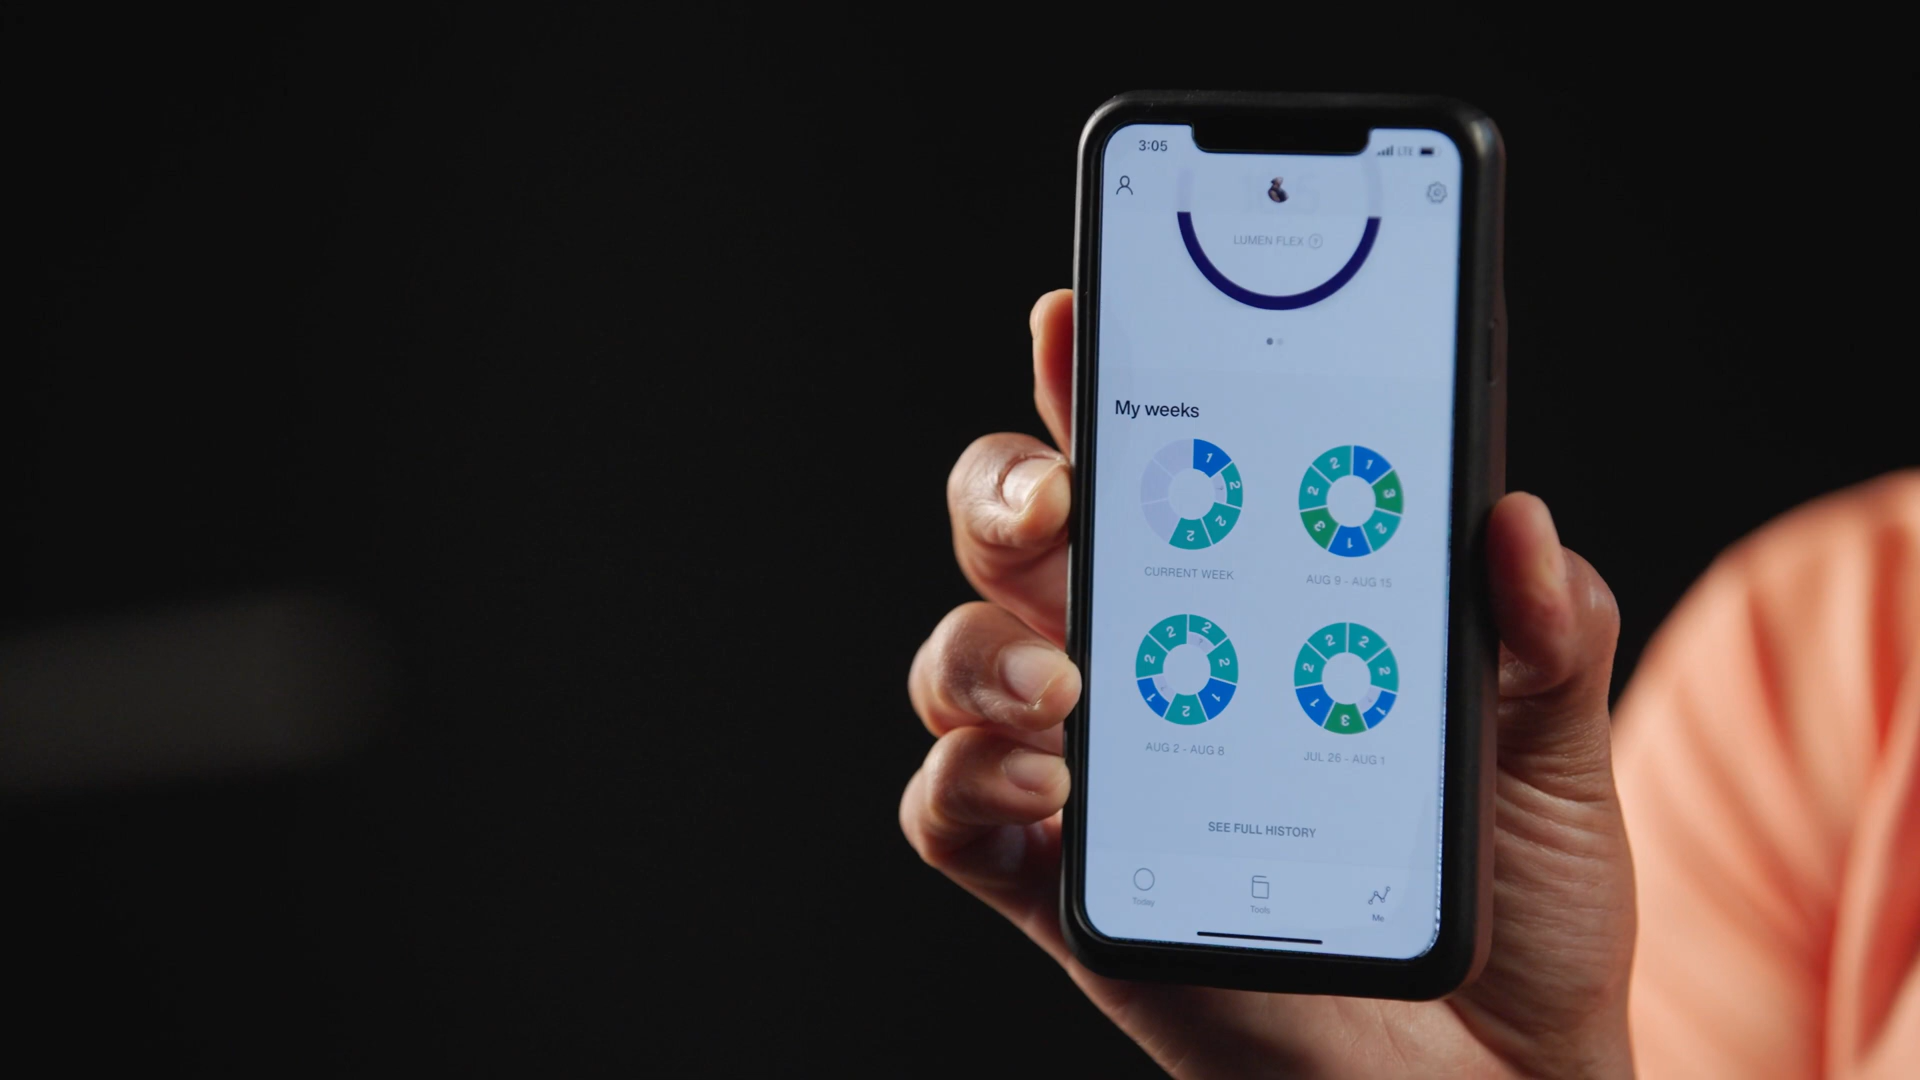 3:05
LTE
LUMEN FLEX ?
My weeks
1 2 2 2
1 3 2 1 3 2 2
CURRENT WEEK
AUG 9 - AUG 15
2 2 1 2 1 2 2
2 2 1 3 1 2 2
AUG 2 - AUG 8
JUL 26 - AUG 1
SEE FULL HISTORY
Today
Tools
Me